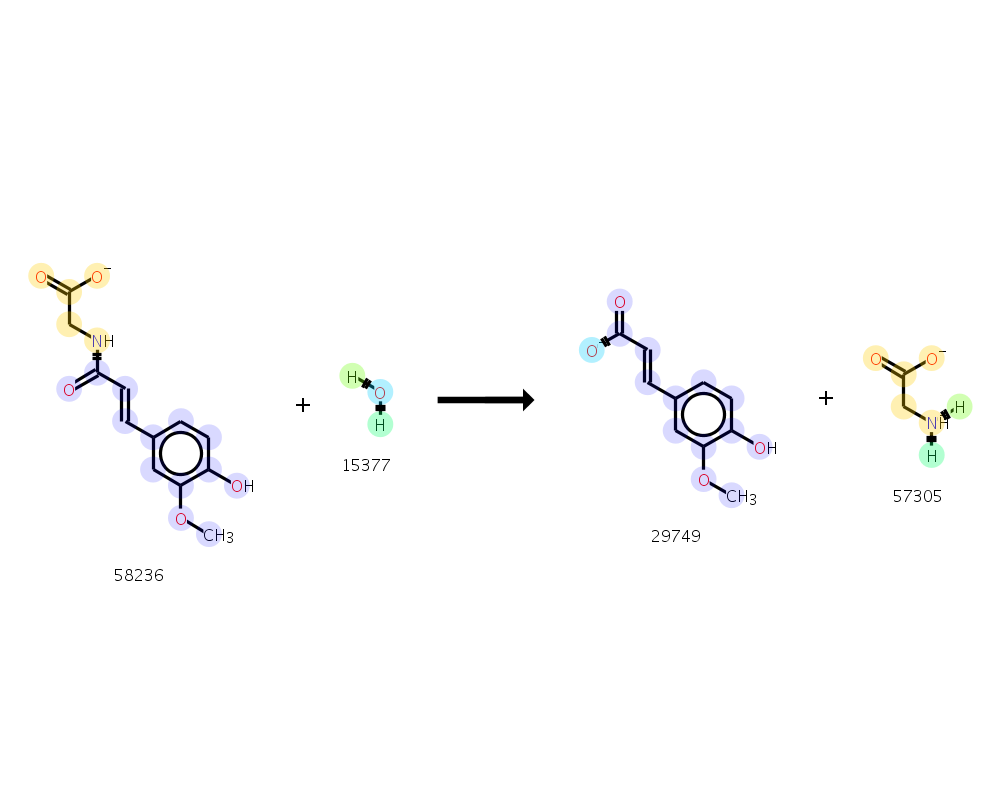 O O⁻
NH
O
OH
O
CH₃
58236
+
H
O
H
15377
O
O⁻
OH
O
CH₃
29749
+
O O⁻
H
NH
H
57305